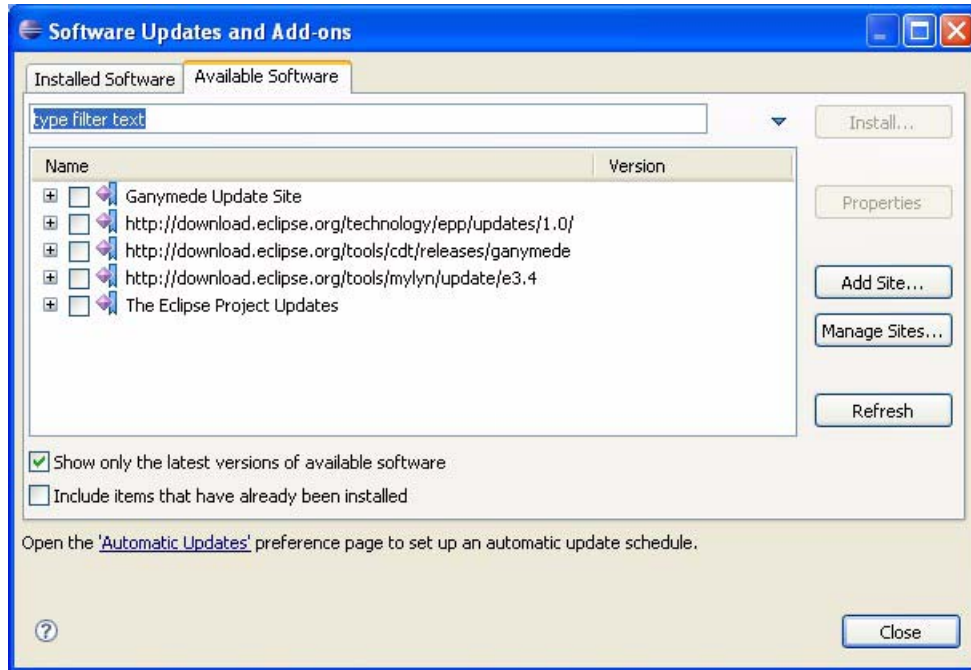 Software Updates and Add-ons
Installed Software Available Software
type filter text
Install...
Name Version
Ganymede Update Site
Properties
http://download.eclipse.org/technology/epp/updates/1.0/
http://download.eclipse.org/tools/cdt/releases/ganymede
http://download.eclipse.org/tools/mylyn/update/e3.4
Add Site...
The Eclipse Project Updates
Manage Sites...
Refresh
Show only the latest versions of available software
Include items that have already been installed
Open the 'Automatic Updates' preference page to set up an automatic update schedule.
?
Close